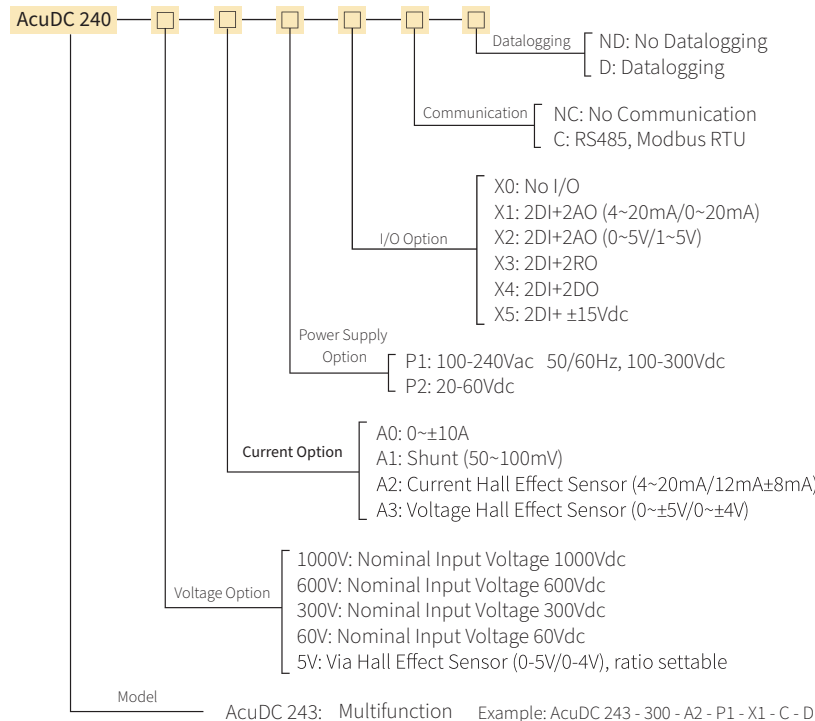 AcuDC 240
Datalogging
ND: No Datalogging
D: Datalogging
Communication
NC: No Communication
C: RS485, Modbus RTU
I/O Option
X0: No I/O
X1: 2DI+2AO (4~20mA/0~20mA)
X2: 2DI+2AO (0~5V/1~5V)
X3: 2DI+2RO
X4: 2DI+2DO
X5: 2DI+ ±15Vdc
Power Supply
Option
P1: 100-240Vac 50/60Hz, 100-300Vdc
P2: 20-60Vdc
Current Option
A0: 0~±10A
A1: Shunt (50~100mV)
A2: Current Hall Effect Sensor (4~20mA/12mA±8mA)
A3: Voltage Hall Effect Sensor (0~±5V/0~±4V)
Voltage Option
1000V: Nominal Input Voltage 1000Vdc
600V: Nominal Input Voltage 600Vdc
300V: Nominal Input Voltage 300Vdc
60V: Nominal Input Voltage 60Vdc
5V: Via Hall Effect Sensor (0-5V/0-4V), ratio settable
Model
AcuDC 243: Multifunction
Example: AcuDC 243 - 300 - A2 - P1 - X1 - C - D